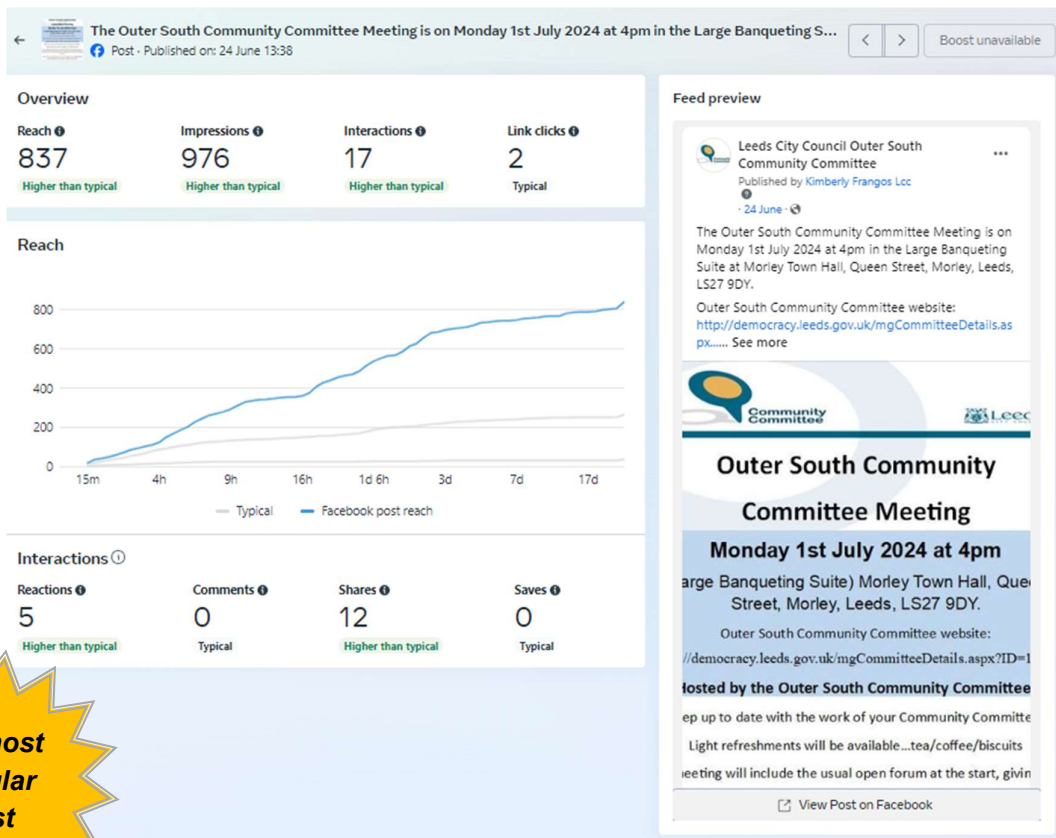 The Outer South Community Committee Meeting is on Monday 1st July 2024 at 4pm in the Large Banqueting S...
Post · Published on: 24 June 13:38
Boost unavailable
Overview
Reach
Impressions
Interactions
Link clicks
837
976
17
2
Higher than typical
Higher than typical
Higher than typical
Typical
Reach
800
600
400
200
0
15m
4h
9h
16h
1d 6h
3d
7d
17d
Typical
Facebook post reach
Interactions
Reactions
Comments
Shares
Saves
5
0
12
0
Higher than typical
Typical
Higher than typical
Typical
ost
lar
st
Feed preview
Leeds City Council Outer South
Community Committee
Published by Kimberly Frangos Lcc
· 24 June ·
The Outer South Community Committee Meeting is on
Monday 1st July 2024 at 4pm in the Large Banqueting
Suite at Morley Town Hall, Queen Street, Morley, Leeds,
LS27 9DY.
Outer South Community Committee website:
http://democracy.leeds.gov.uk/mgCommitteeDetails.as
px...... See more
Community
Committee
Leed
Outer South Community
Committee Meeting
Monday 1st July 2024 at 4pm
arge Banqueting Suite) Morley Town Hall, Que
Street, Morley, Leeds, LS27 9DY.
Outer South Community Committee website:
//democracy.leeds.gov.uk/mgCommitteeDetails.aspx?ID=1
Hosted by the Outer South Community Committee
ep up to date with the work of your Community Committe
Light refreshments will be available...tea/coffee/biscuits
eeting will include the usual open forum at the start, givin
View Post on Facebook